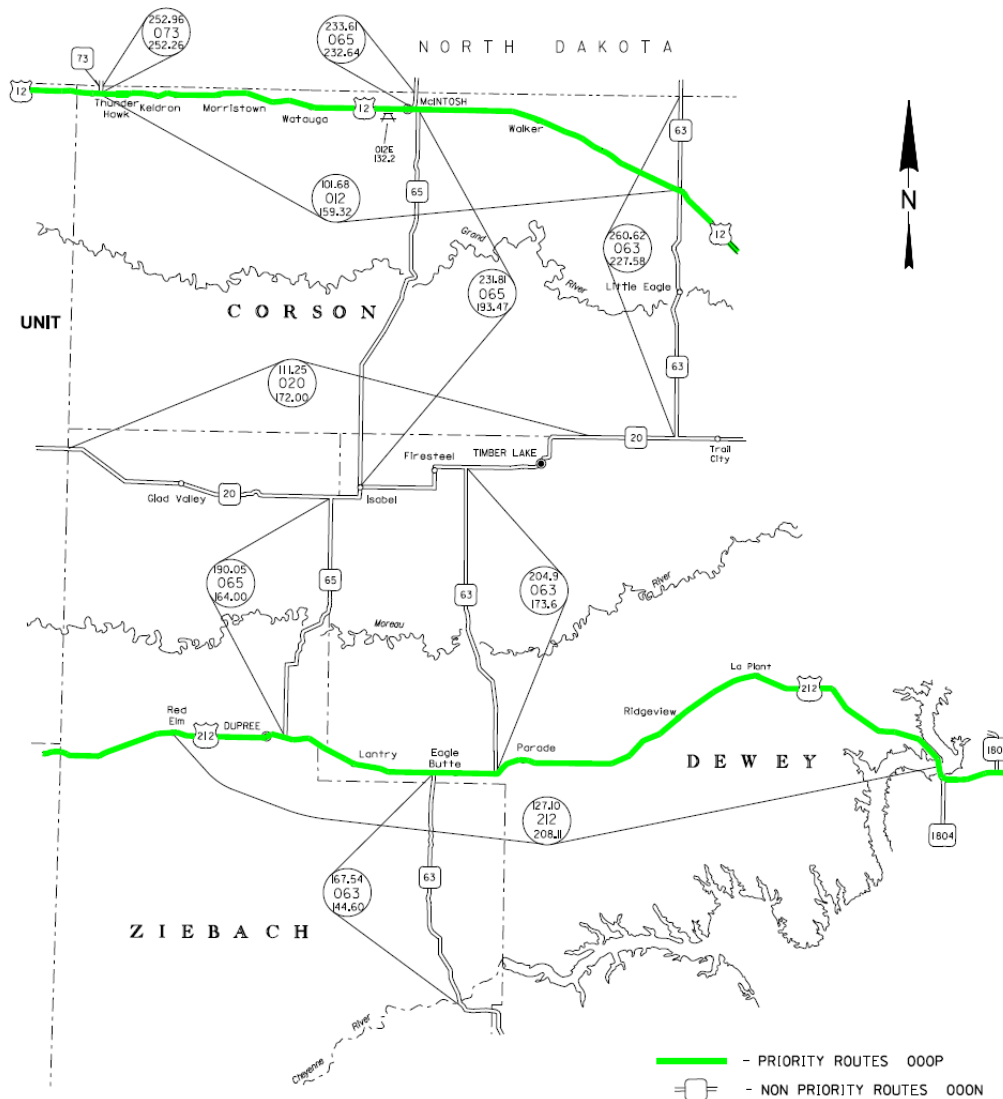 252.96
073
252.26
233.61
065
232.64
NORTH DAKOTA
73
12
Thunder
Hawk
Keldron
Morristown
Watauga
12
McINTOSH
012E
132.2
Walker
63
65
N
101.68
012
159.32
Grand
River
260.62
063
227.58
12
231.81
065
193.47
Little Eagle
CORSON
UNIT
63
111.25
020
172.00
20
Trail
City
Firesteel
TIMBER LAKE
Glad Valley
20
Isabel
190.05
065
164.00
65
63
204.9
063
173.6
River
Moreau
La Plant
212
Red
Elm
212
DUPREE
Ridgeview
Lantry
Eagle
Butte
Parade
DEWEY
180
127.10
212
208.11
1804
167.54
063
144.60
63
ZIEBACH
River
Cheyenne
- PRIORITY ROUTES 000P
- NON PRIORITY ROUTES 000N